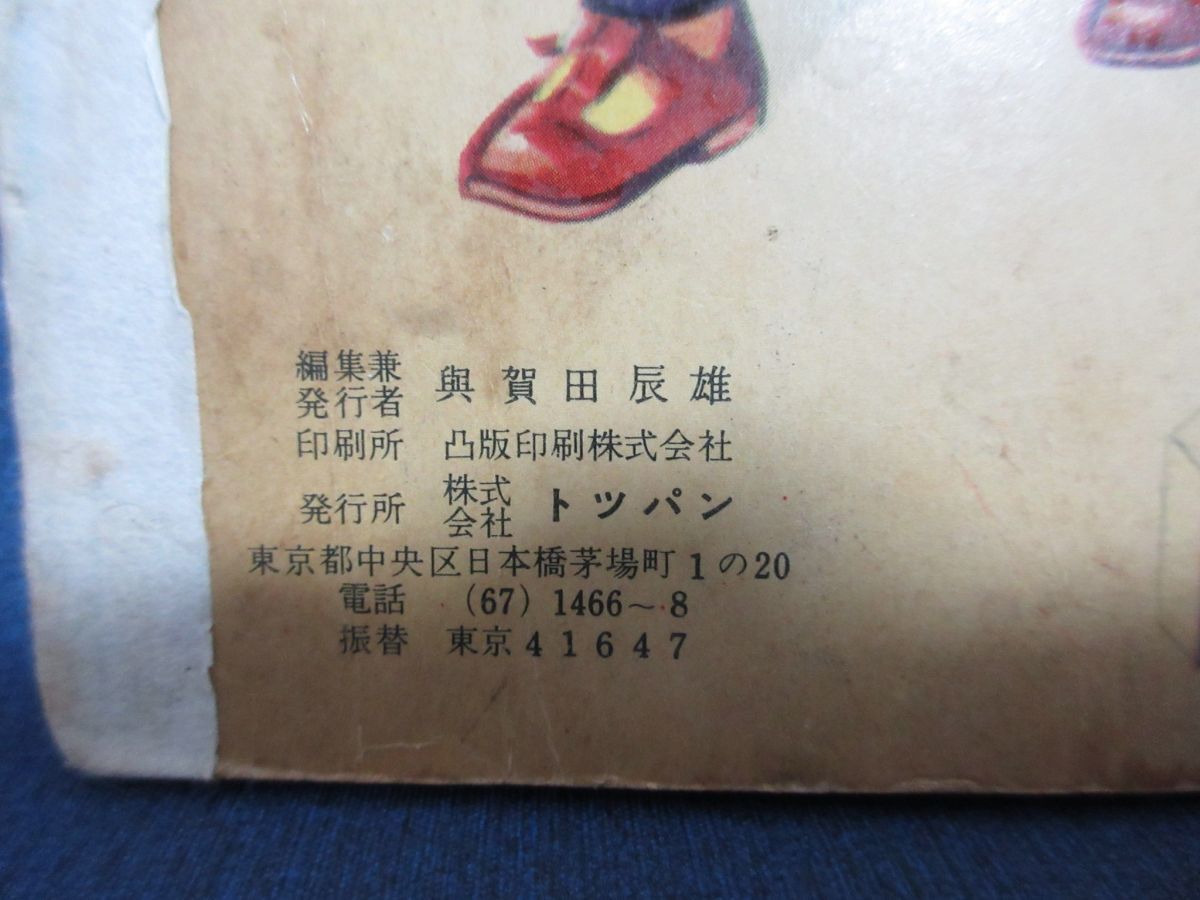 編集兼
発行者 與賀田辰雄
印刷所 凸版印刷株式会社
発行所 株式会社 トツパン
東京都中央区日本橋茅場町1の20
電話 (67) 1466~8
振替 東京41647